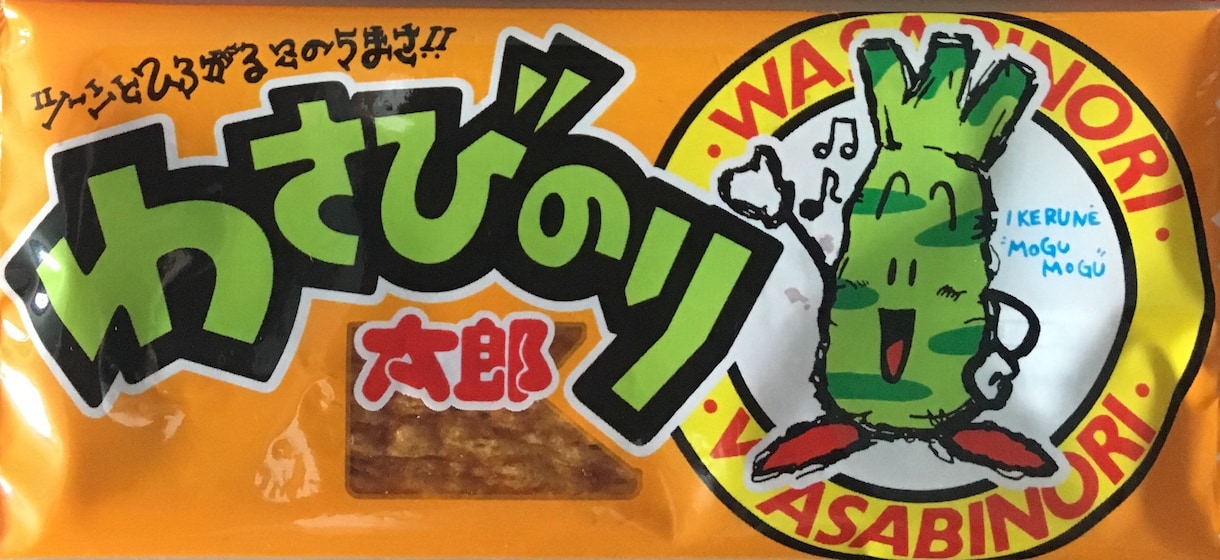 ツーンとひろがるこのうまさ!!
わさびのり
太郎
WASABINORI
IKERUNE
"MOGU
MOGU"
WASABINORI